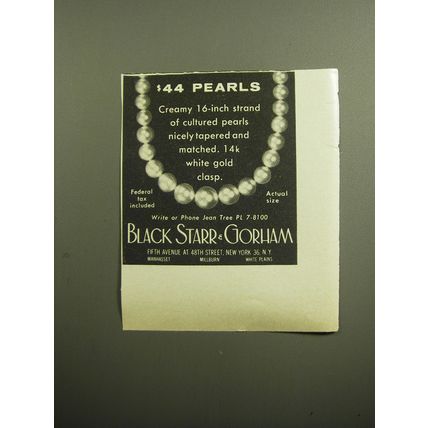 $44 PEARLS
Creamy 16-inch strand
of cultured pearls
nicely tapered and
matched. 14k
white gold
clasp.
Federal
tax
included
Actual
size
Write or Phone Jean Tree PL 7-8100
BLACK STARR & GORHAM
FIFTH AVENUE AT 48TH STREET, NEW YORK 36, N.Y.
MANHASSET MILLBURN WHITE PLAINS